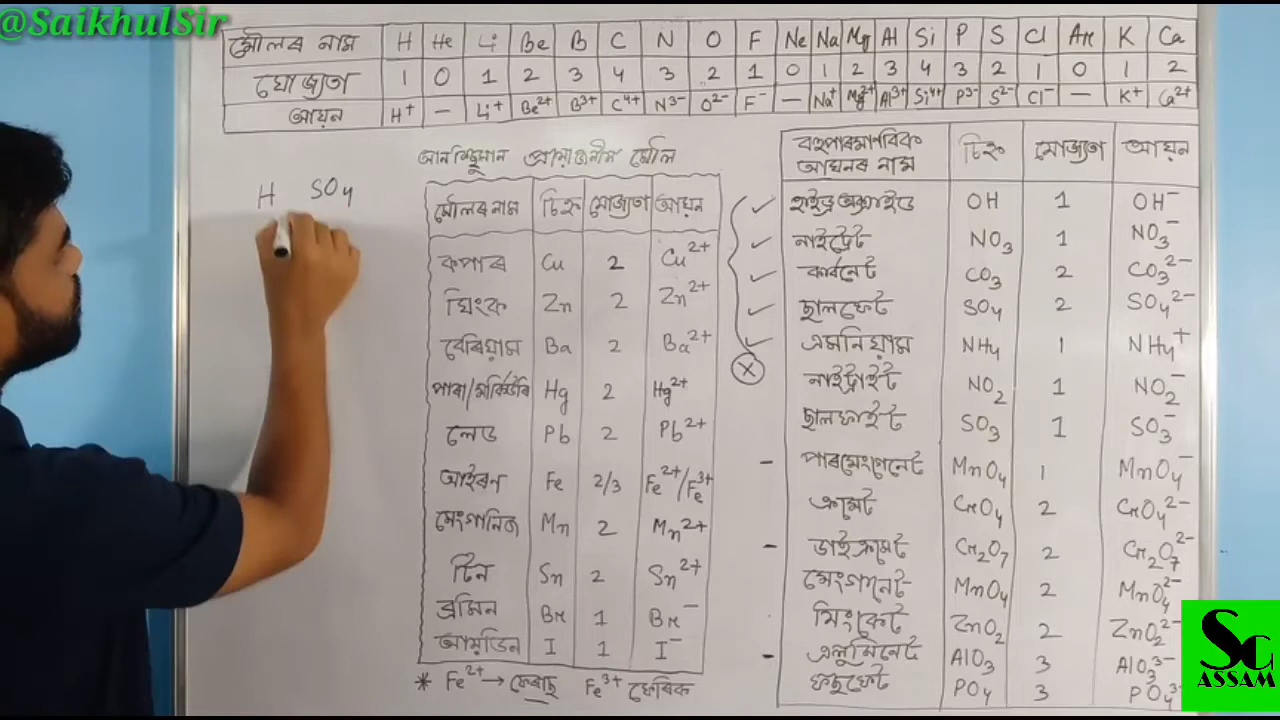 @SaikhulSir
মৌলৰ নাম H He Li Be B C N O F Ne Na Mg Al Si P S Cl Ar K Ca
যোজ্যতা 1 0 1 2 3 4 3 2 1 0 1 2 3 4 3 2 1 0 1 2
আয়ন H⁺ — Li⁺ Be²⁺ B³⁺ C⁴⁺ N³⁻ O²⁻ F⁻ — Na⁺ Mg²⁺ Al³⁺ Si⁴⁺ P³⁻ S²⁻ Cl⁻ — K⁺ Ca²⁺
H SO₄
আন কিছুমান প্ৰয়োজনীয় মৌল
মৌলৰ নাম চিহ্ন যোজ্যতা আয়ন
কপাৰ Cu 2 Cu²⁺
যিংক Zn 2 Zn²⁺
বেৰিয়াম Ba 2 Ba²⁺
পাৰা/মাৰ্কিউৰি Hg 2 Hg²⁺
লেড Pb 2 Pb²⁺
আইৰন Fe 2/3 Fe²⁺/Fe³⁺
মেংগানিজ Mn 2 Mn²⁺
টিন Sn 2 Sn²⁺
ব্ৰমিন Br 1 Br⁻
আয়ডিন I 1 I⁻
* Fe²⁺ → ফেৰাছ Fe³⁺ ফেৰিক
বহুপাৰমাণৱিক আয়নৰ নাম চিহ্ন যোজ্যতা আয়ন
হাইড্ৰঅক্সাইড OH 1 OH⁻
নাইট্ৰেট NO₃ 1 NO₃⁻
কাৰ্বনেট CO₃ 2 CO₃²⁻
ছালফেট SO₄ 2 SO₄²⁻
এমনিয়াম NH₄ 1 NH₄⁺
নাইট্ৰাইট NO₂ 1 NO₂⁻
ছালফাইট SO₃ 1 SO₃⁻
পাৰমেংগেনেট MnO₄ 1 MnO₄⁻
ক্ৰমেট CrO₄ 2 CrO₄²⁻
ডাইক্ৰমেট Cr₂O₇ 2 Cr₂O₇²⁻
মেংগানেট MnO₄ 2 MnO₄²⁻
যিংকেট ZnO₂ 2 ZnO₂²⁻
এলুমিনেট AlO₃ 3 AlO₃³⁻
ফছফেট PO₄ 3 PO₄³⁻
SG
ASSAM